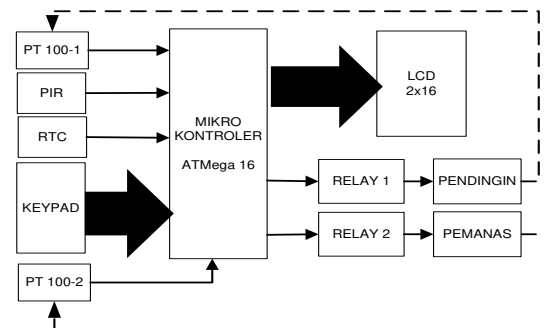 PT 100-1
PIR
RTC
KEYPAD
PT 100-2
MIKRO
KONTROLER
ATMega 16
LCD
2x16
RELAY 1
PENDINGIN
RELAY 2
PEMANAS